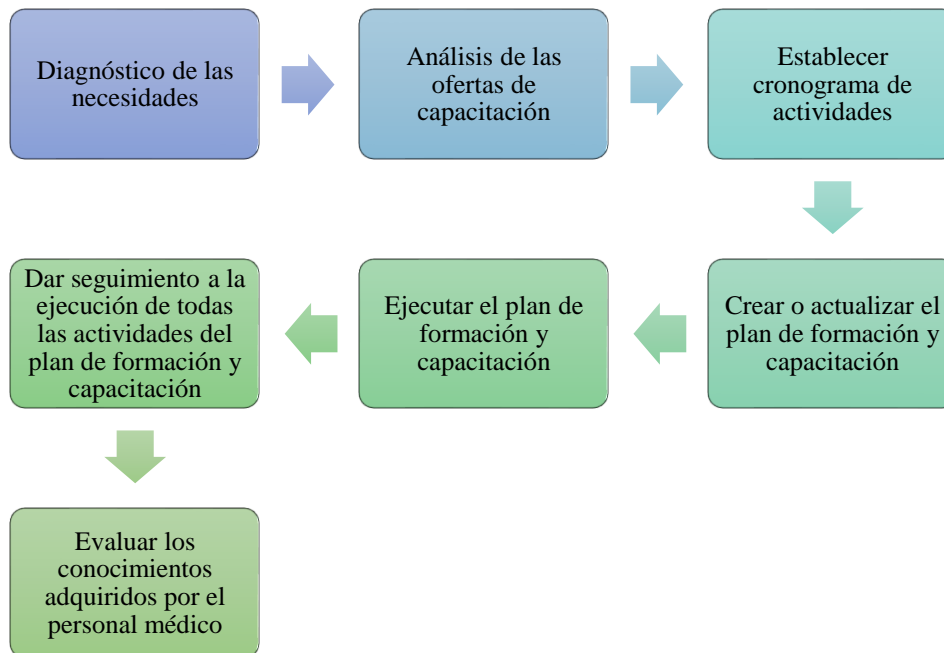 Diagnóstico de las
necesidades
Análisis de las
ofertas de
capacitación
Establecer
cronograma de
actividades
Crear o actualizar el
plan de formación y
capacitación
Ejecutar el plan de
formación y
capacitación
Dar seguimiento a la
ejecución de todas
las actividades del
plan de formación y
capacitación
Evaluar los
conocimientos
adquiridos por el
personal médico